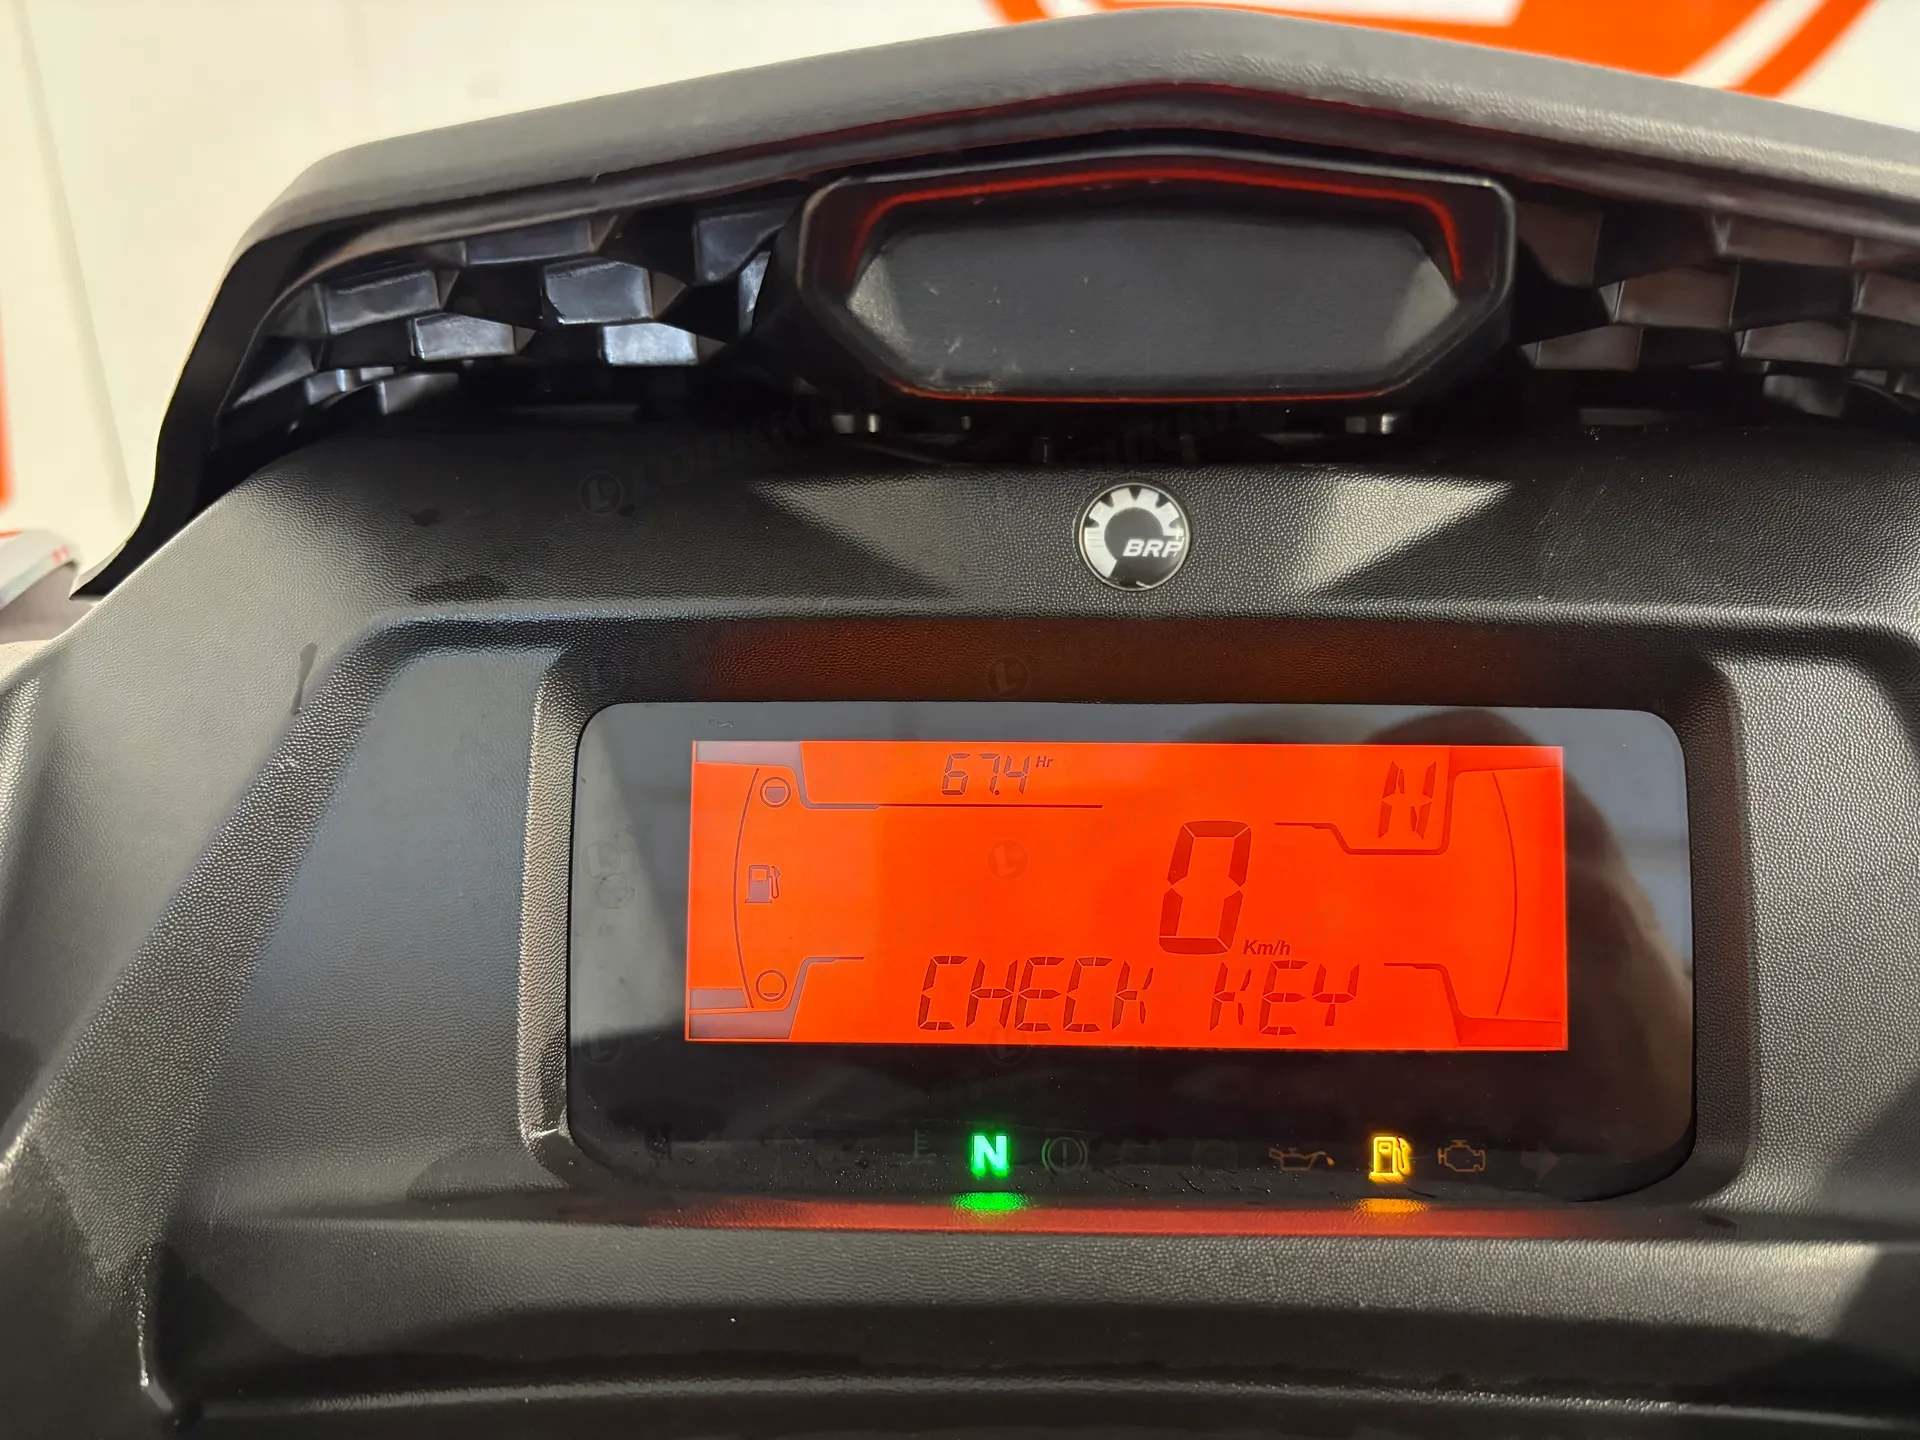 BRP
67.4 Hr
N
0 Km/h
CHECK KEY
N